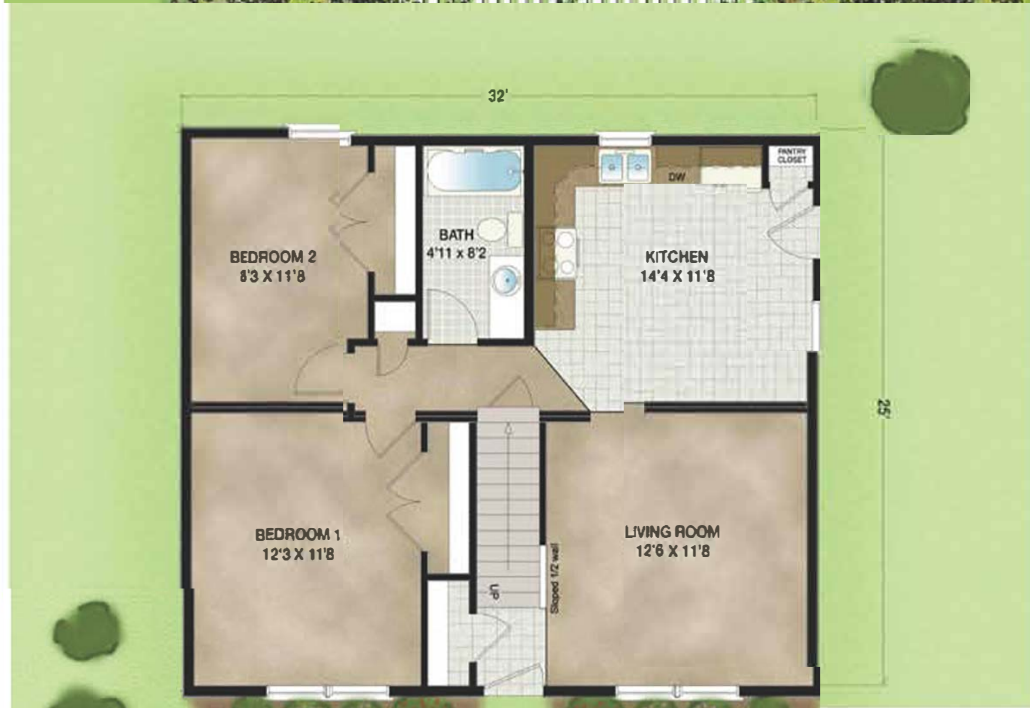 32'
PANTRY
CLOSET
DW
BATH
4'11 x 8'2
BEDROOM 2
8'3 X 11'8
KITCHEN
14'4 X 11'8
25'
BEDROOM 1
12'3 X 11'8
LIVING ROOM
12'6 X 11'8
UP
Sloped 1/2 wall